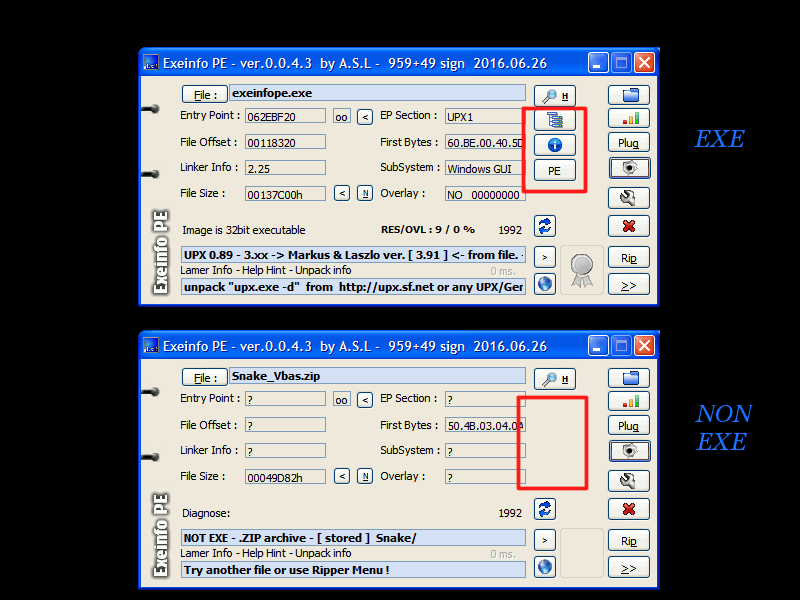 Exeinfo PE - ver.0.0.4.3 by A.S.L - 959+49 sign 2016.06.26
File : exeinfope.exe H
Entry Point : 062EBF20 oo < EP Section : UPX1
File Offset : 00118320 First Bytes : 60.BE.00.40.5D
EXE
Linker Info : 2.25 SubSystem : Windows GUI PE Plug
File Size : 00137C00h < N Overlay : NO 00000000
Image is 32bit executable RES/OVL : 9 / 0 % 1992
UPX 0.89 - 3.xx -> Markus & Laszlo ver. [ 3.91 ] <- from file. - > Rip
Lamer Info - Help Hint - Unpack info 0 ms.
unpack "upx.exe -d" from http://upx.sf.net or any UPX/Ger >>
Exeinfo PE
Exeinfo PE - ver.0.0.4.3 by A.S.L - 959+49 sign 2016.06.26
File : Snake_Vbas.zip H
Entry Point : ? oo < EP Section : ?
File Offset : ? First Bytes : 50.4B.03.04.0A Plug
NON
EXE
Linker Info : ? SubSystem : ?
File Size : 00049D82h < N Overlay : ?
Diagnose: 1992
NOT EXE - .ZIP archive - [ stored ] Snake/ > Rip
Lamer Info - Help Hint - Unpack info 0 ms.
Try another file or use Ripper Menu ! >>
Exeinfo PE